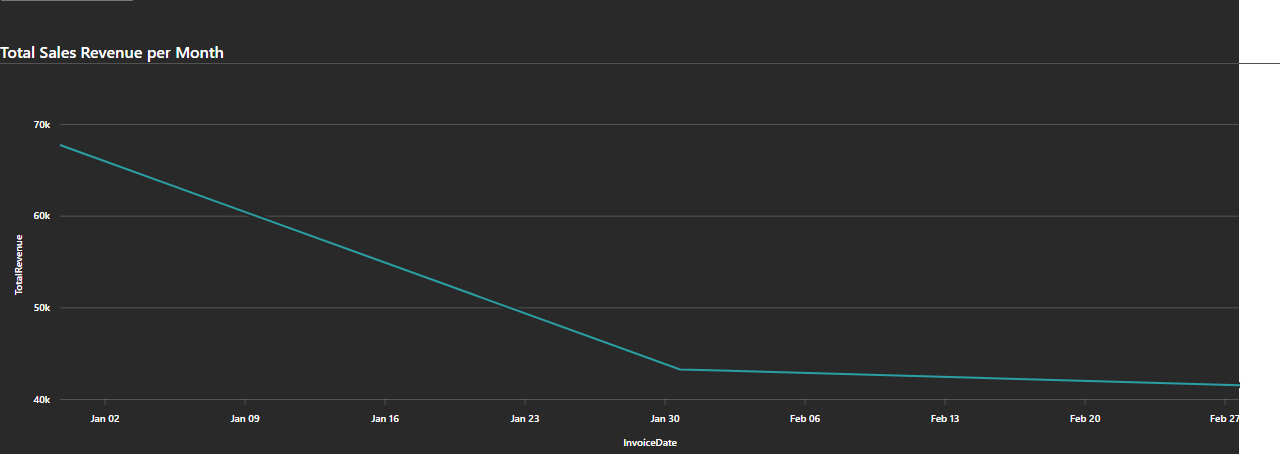 Total Sales Revenue per Month
70k
60k
50k
40k
TotalRevenue
Jan 02 Jan 09 Jan 16 Jan 23 Jan 30 Feb 06 Feb 13 Feb 20 Feb 27
InvoiceDate